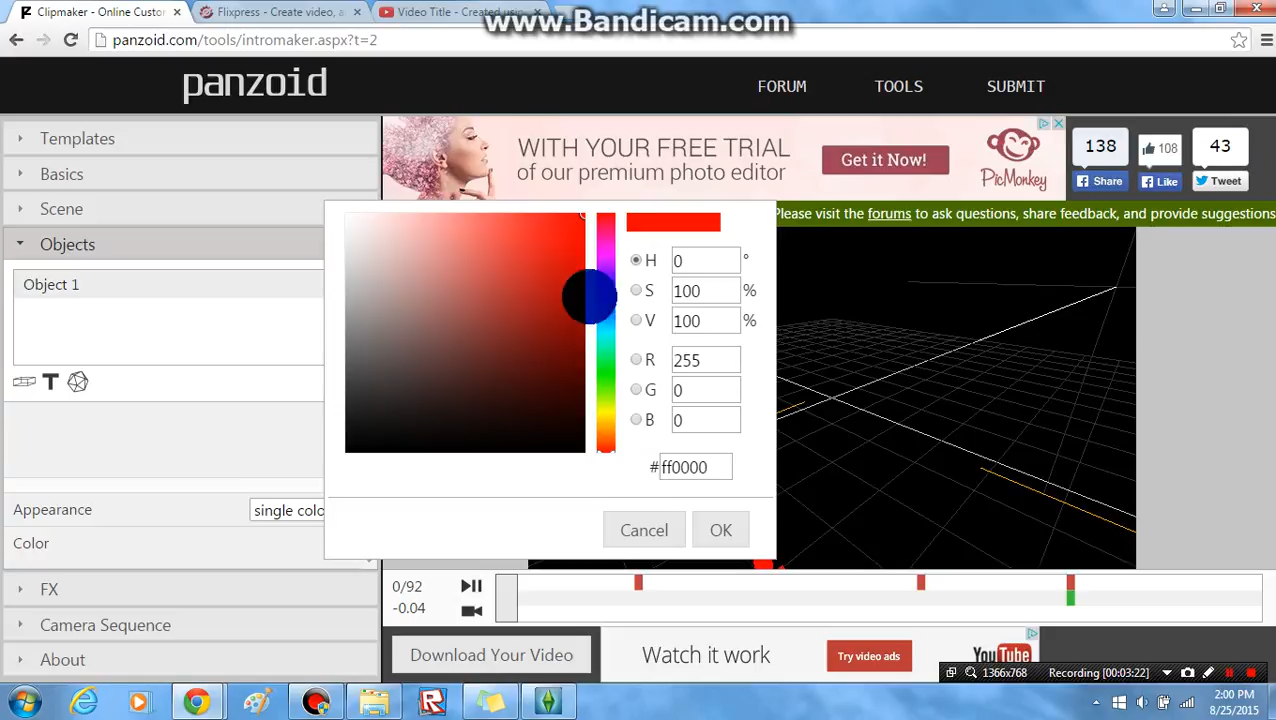 www.Bandicam.com
Clipmaker - Online Custor
Flixpress - Create video, a
Video Title - Created using
panzoid.com/tools/intromaker.aspx?t=2
panzoid
FORUM
TOOLS
SUBMIT
Templates
Basics
Scene
Objects
Object 1
T
Appearance
single colo
Color
FX
Camera Sequence
About
WITH YOUR FREE TRIAL
of our premium photo editor
Get it Now!
PicMonkey
138
Share
108
Like
43
Tweet
Please visit the forums to ask questions, share feedback, and provide suggestions
H 0 °
S 100 %
V 100 %
R 255
G 0
B 0
# ff0000
Cancel
OK
0/92
-0.04
Download Your Video
Watch it work
Try video ads
YouTube
1366x768
Recording [00:03:22]
2:00 PM
8/25/2015